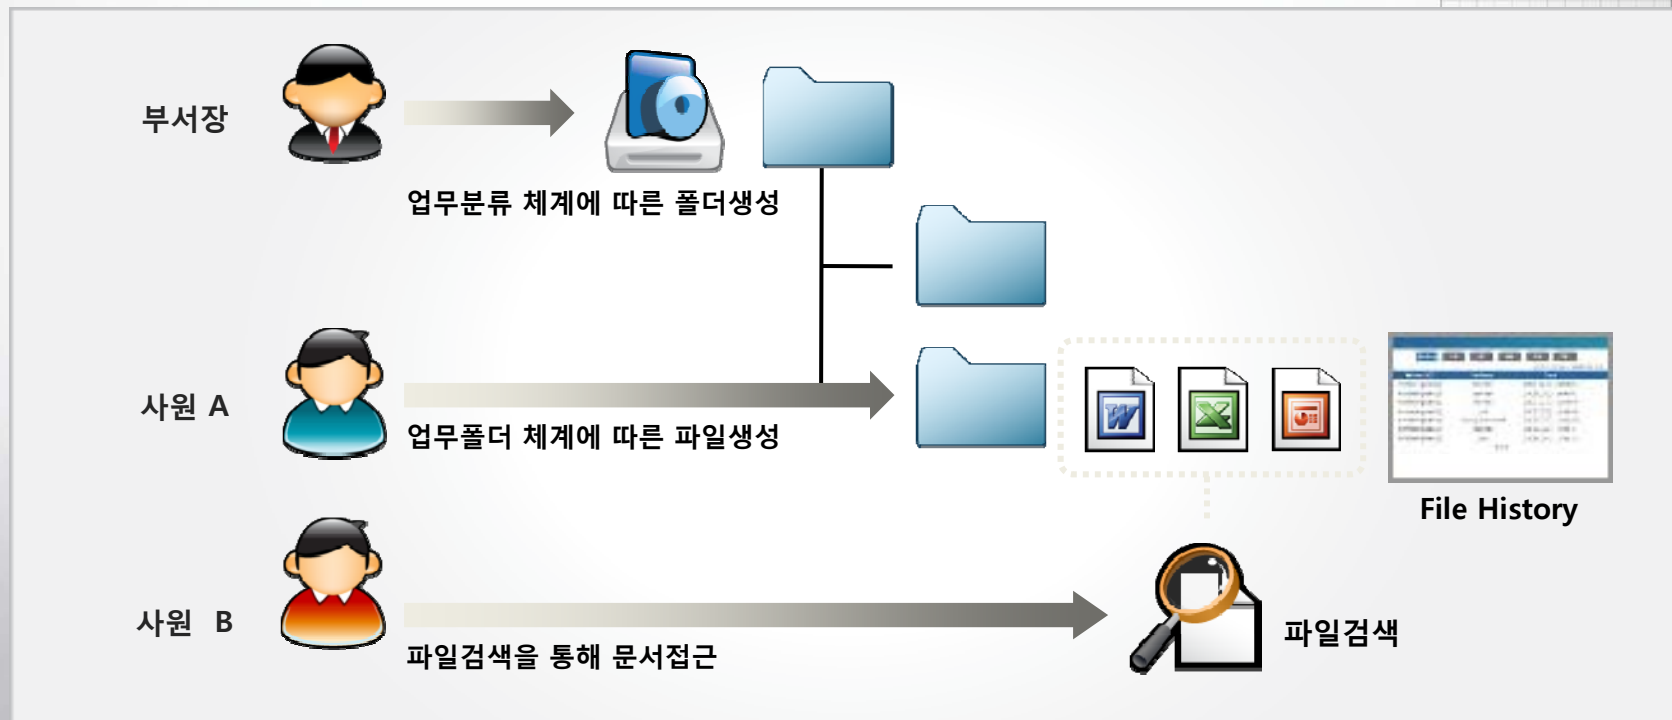 부서장
업무분류 체계에 따른 폴더생성
사원 A
업무폴더 체계에 따른 파일생성
File History
사원 B
파일검색을 통해 문서접근
파일검색